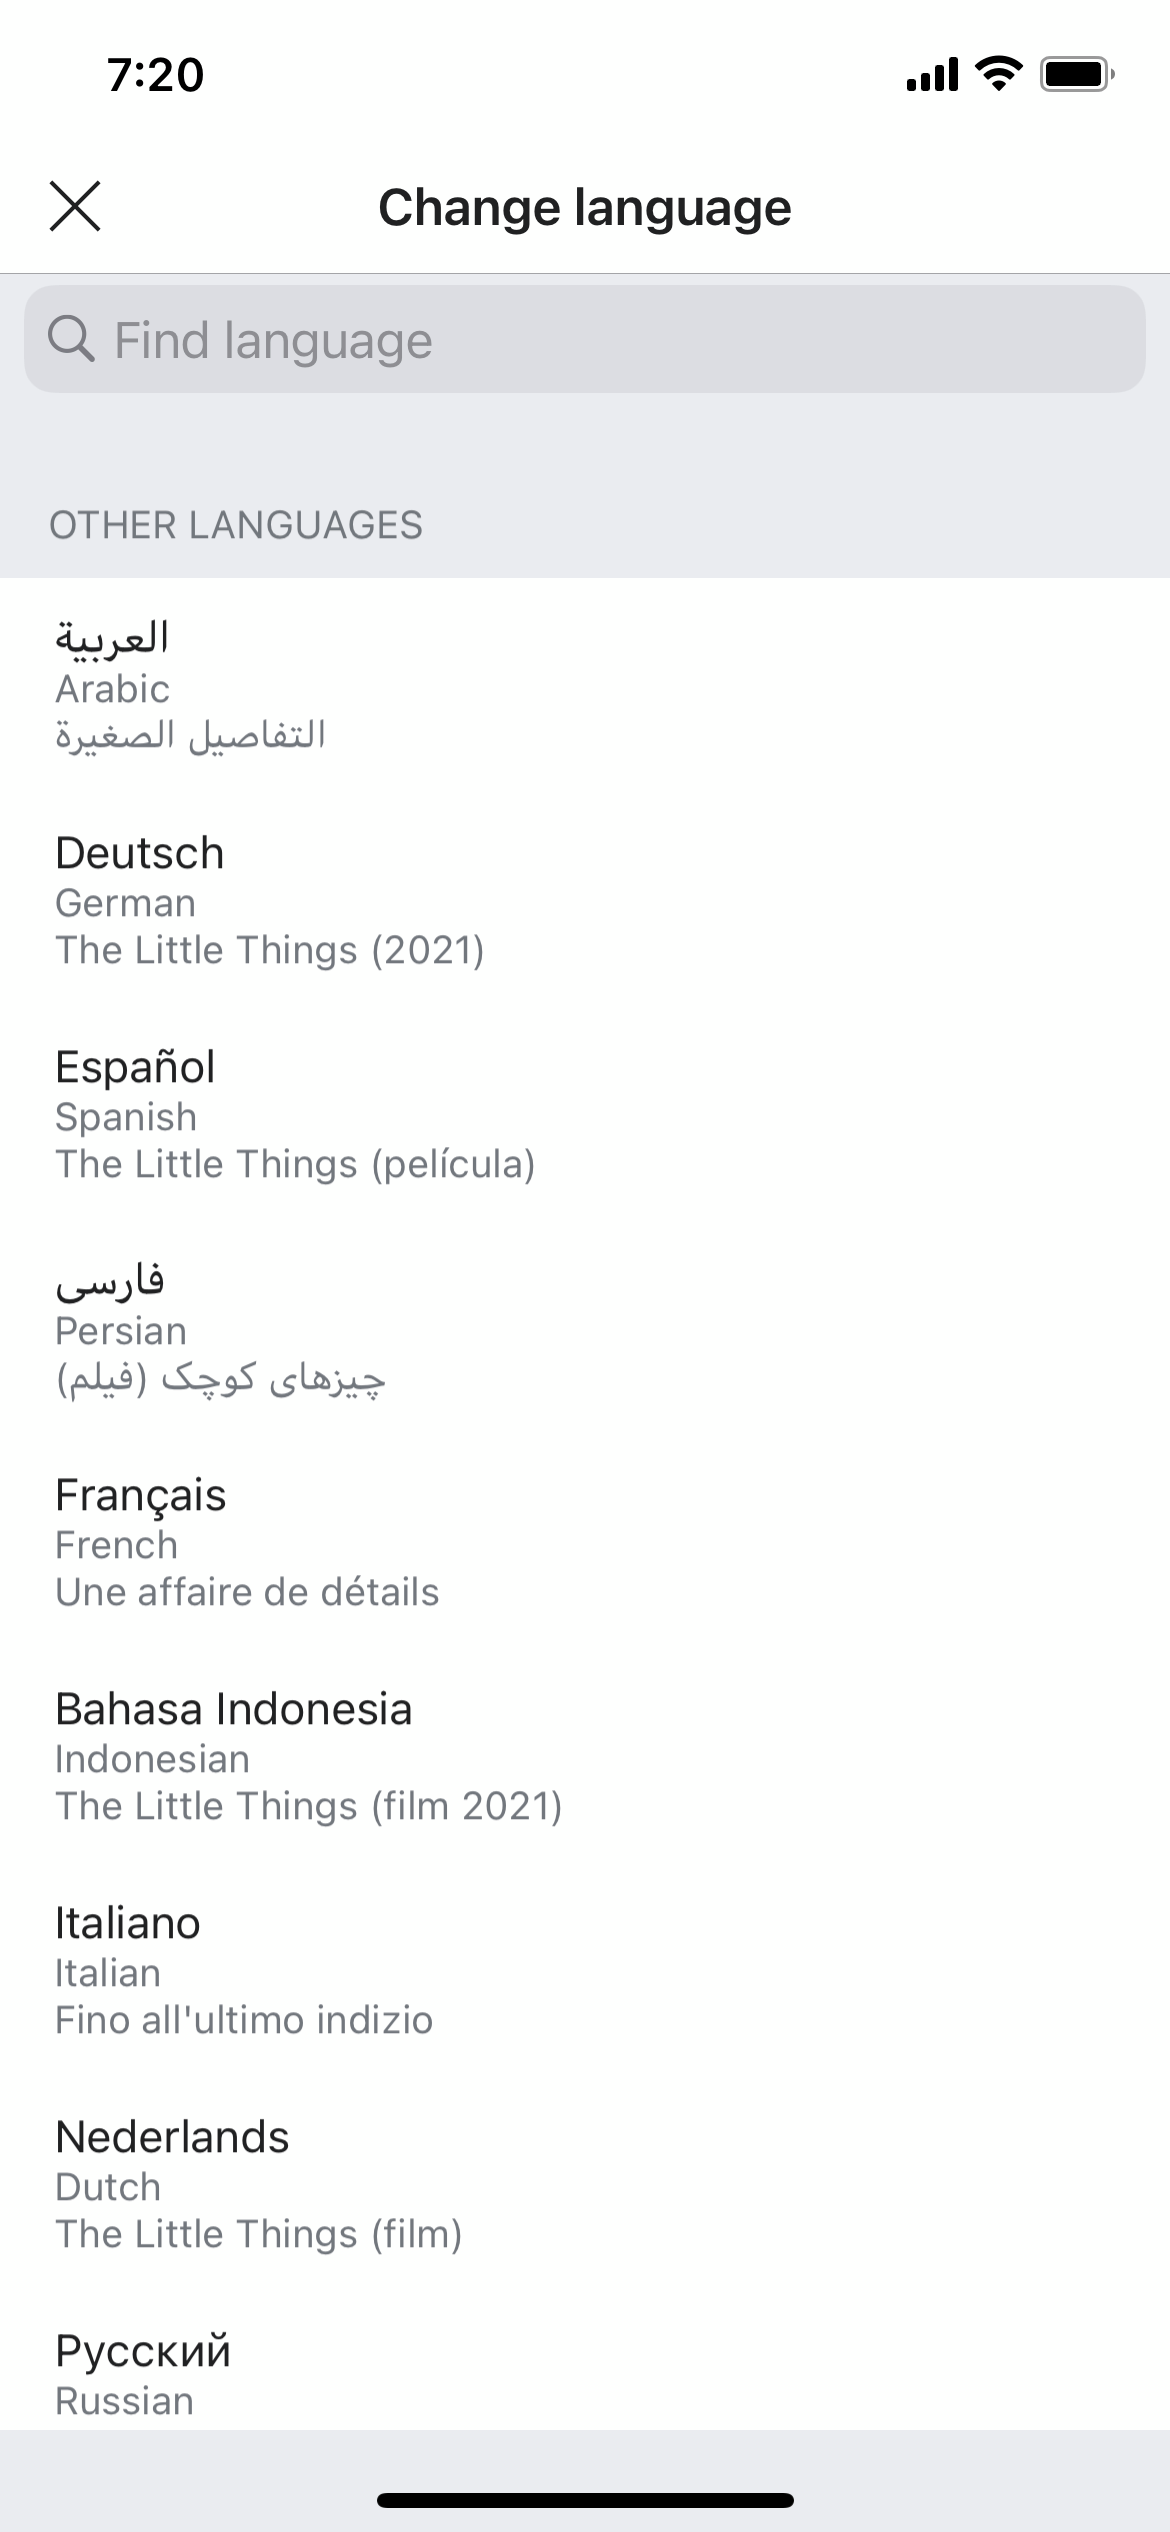 7:20
Change language
Find language
OTHER LANGUAGES
العربية
Arabic
التفاصيل الصغيرة
Deutsch
German
The Little Things (2021)
Español
Spanish
The Little Things (película)
فارسی
Persian
چیزهای کوچک (فیلم)
Français
French
Une affaire de détails
Bahasa Indonesia
Indonesian
The Little Things (film 2021)
Italiano
Italian
Fino all'ultimo indizio
Nederlands
Dutch
The Little Things (film)
Русский
Russian